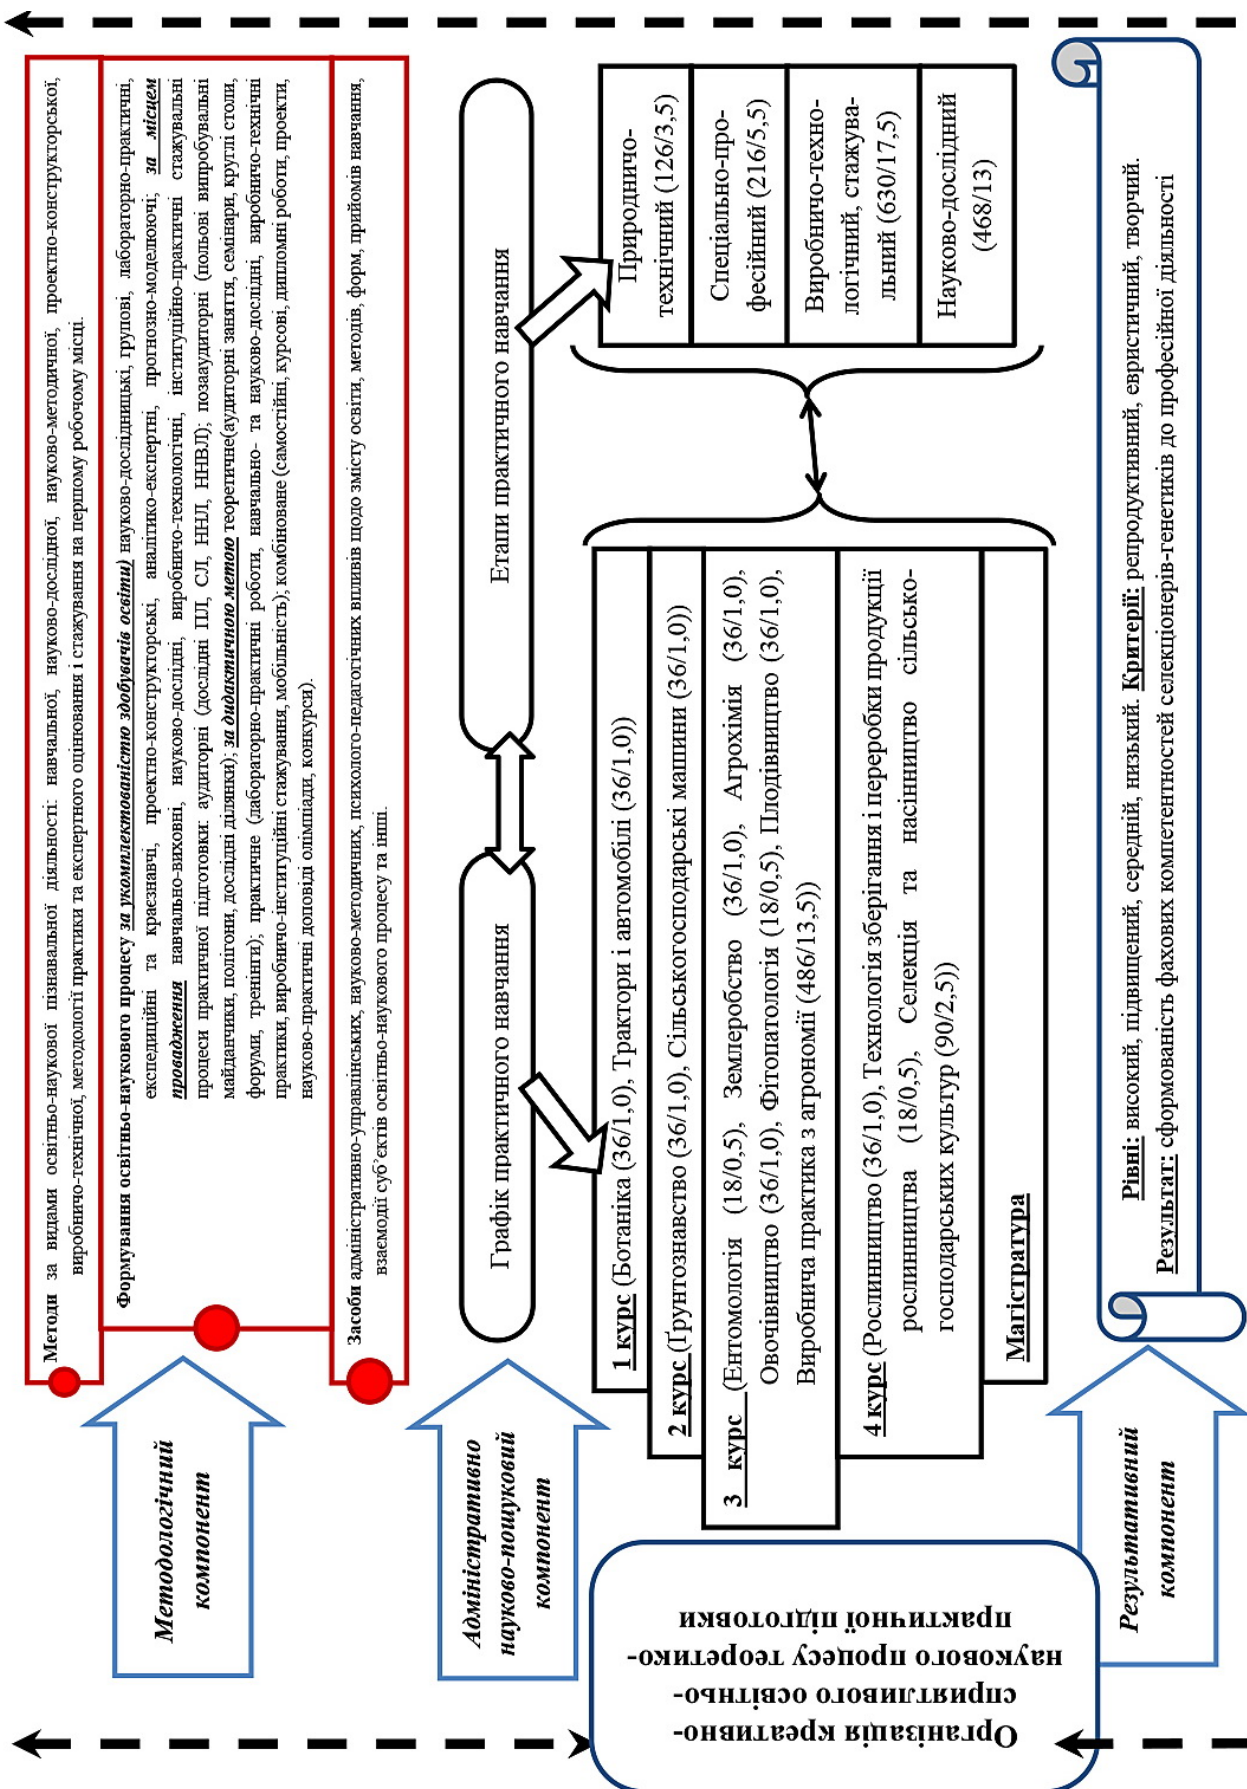 Методологічний
компонент
Методи за видами освітньо-наукової пізнавальної діяльності: навчальної, науково-дослідної, науково-методичної, проектно-конструкторської,
виробничо-технічної, методології практики та експертного оцінювання і стажування на першому робочому місці.
Формування освітньо-наукового процесу за укомплектованістю здобувачів освіти) науково-дослідницькі, групові, лабораторно-практичні,
експедиційні та краєзнавчі, проектно-конструкторські, аналітико-експертні, прогнозно-моделюючі; за місцем
провадження навчально-виховні, науково-дослідні, виробничо-технологічні, інституційно-практичні стажувальні
процеси практичної підготовки: аудиторні (дослідні ПЛ, СЛ, ННЛ, ННВЛ); позааудиторні (польові випробувальні
майданчики, полігони, дослідні ділянки); за дидактичною метою теоретичне(аудиторні заняття, семінари, круглі столи,
форуми, тренінги); практичне (лабораторно-практичні роботи, навчально- та науково-дослідні, виробничо-технічні
практики, виробничо-інституційні стажування, мобільність); комбіноване (самостійні, курсові, дипломні роботи, проекти,
науково-практичні доповіді олімпіади, конкурси).
Засоби адміністративно-управлінських, науково-методичних, психолого-педагогічних впливів щодо змісту освіти, методів, форм, прийомів навчання,
взаємодії суб’єктів освітньо-наукового процесу та інші.
Адміністративно
науково-пошуковий
компонент
Графік практичного навчання
Етапи практичного навчання
1 курс (Ботаніка (36/1,0), Трактори і автомобілі (36/1,0))
2 курс (Ґрунтознавство (36/1,0), Сільськогосподарські машини (36/1,0))
3 курс (Ентомологія (18/0,5), Землеробство (36/1,0), Агрохімія (36/1,0),
Овочівництво (36/1,0), Фітопатологія (18/0,5), Плодівництво (36/1,0),
Виробнича практика з агрономії (486/13,5))
4 курс (Рослинництво (36/1,0), Технологія зберігання і переробки продукції
рослинництва (18/0,5), Селекція та насінництво сільсько-
господарських культур (90/2,5))
Магістратура
Природничо-
технічний (126/3,5)
Спеціально-про-
фесійний (216/5,5)
Виробничо-техно-
логічний, стажува-
льний (630/17,5)
Науково-дослідний
(468/13)
Організація креативно-
сприятливого освітньо-
наукового процесу теоретико-
практичної підготовки
Результативний
компонент
Рівні: високий, підвищений, середній, низький. Критерії: репродуктивний, евристичний, творчий.
Результат: сформованість фахових компетентностей селекціонерів-генетиків до професійної діяльності